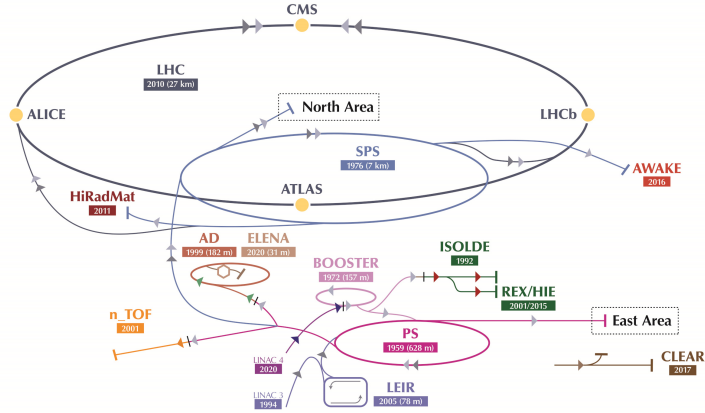 CMS
LHC
2010 (27 km)
North Area
ALICE
LHCb
SPS
1976 (7 km)
AWAKE
2016
HiRadMat
2011
ATLAS
AD
1999 (182 m)
ELENA
2020 (31 m)
ISOLDE
1992
BOOSTER
1972 (157 m)
REX/HIE
2001/2015
n_TOF
2001
East Area
PS
1959 (628 m)
LINAC 4
2020
CLEAR
2017
LINAC 3
1994
LEIR
2005 (78 m)